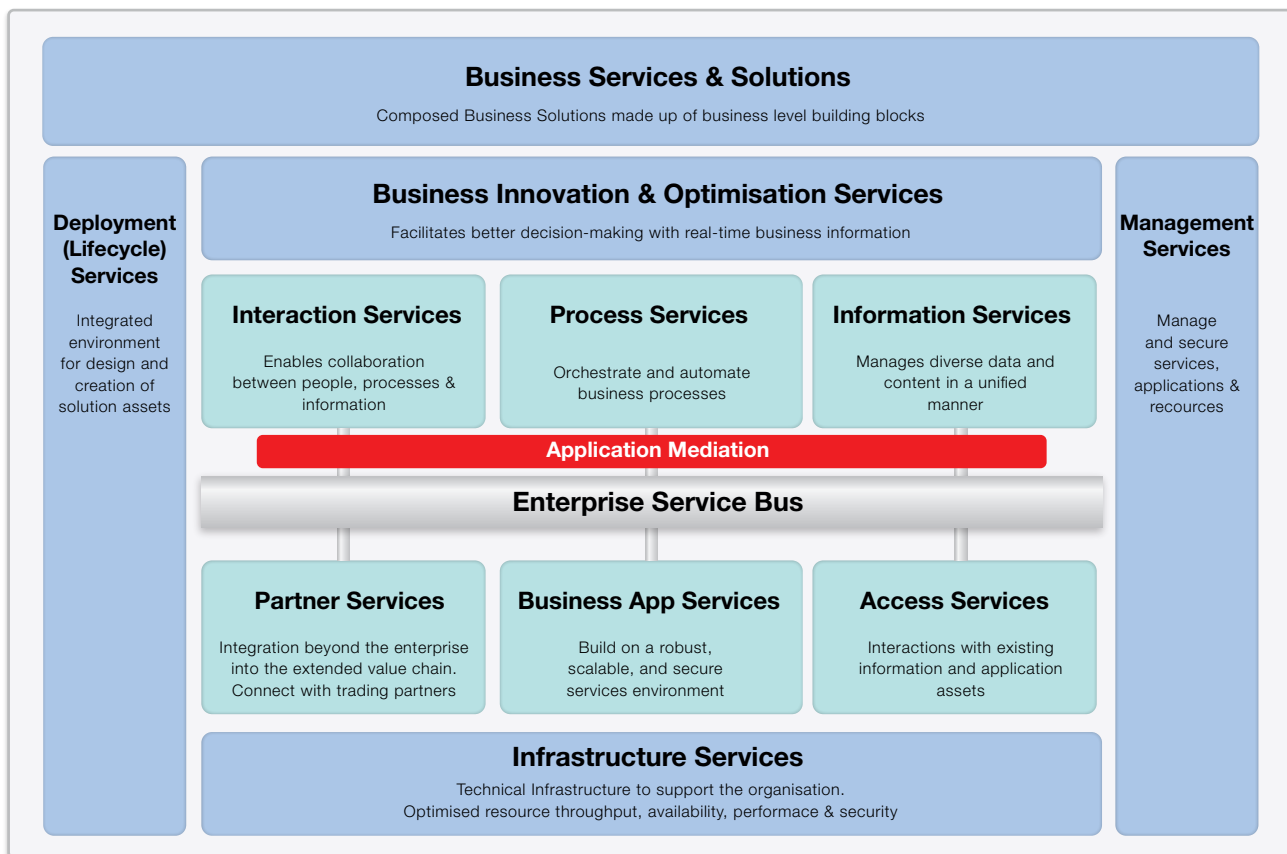 Business Services & Solutions
Composed Business Solutions made up of business level building blocks
Deployment
(Lifecycle)
Services
Integrated
environment
for design and
creation of
solution assets
Business Innovation & Optimisation Services
Facilitates better decision-making with real-time business information
Management
Services
Manage
and secure
services,
applications &
recources
Interaction Services
Enables collaboration
between people, processes &
information
Process Services
Orchestrate and automate
business processes
Information Services
Manages diverse data and
content in a unified
manner
Application Mediation
Enterprise Service Bus
Partner Services
Integration beyond the enterprise
into the extended value chain.
Connect with trading partners
Business App Services
Build on a robust,
scalable, and secure
services environment
Access Services
Interactions with existing
information and application
assets
Infrastructure Services
Technical Infrastructure to support the organisation.
Optimised resource throughput, availability, performace & security